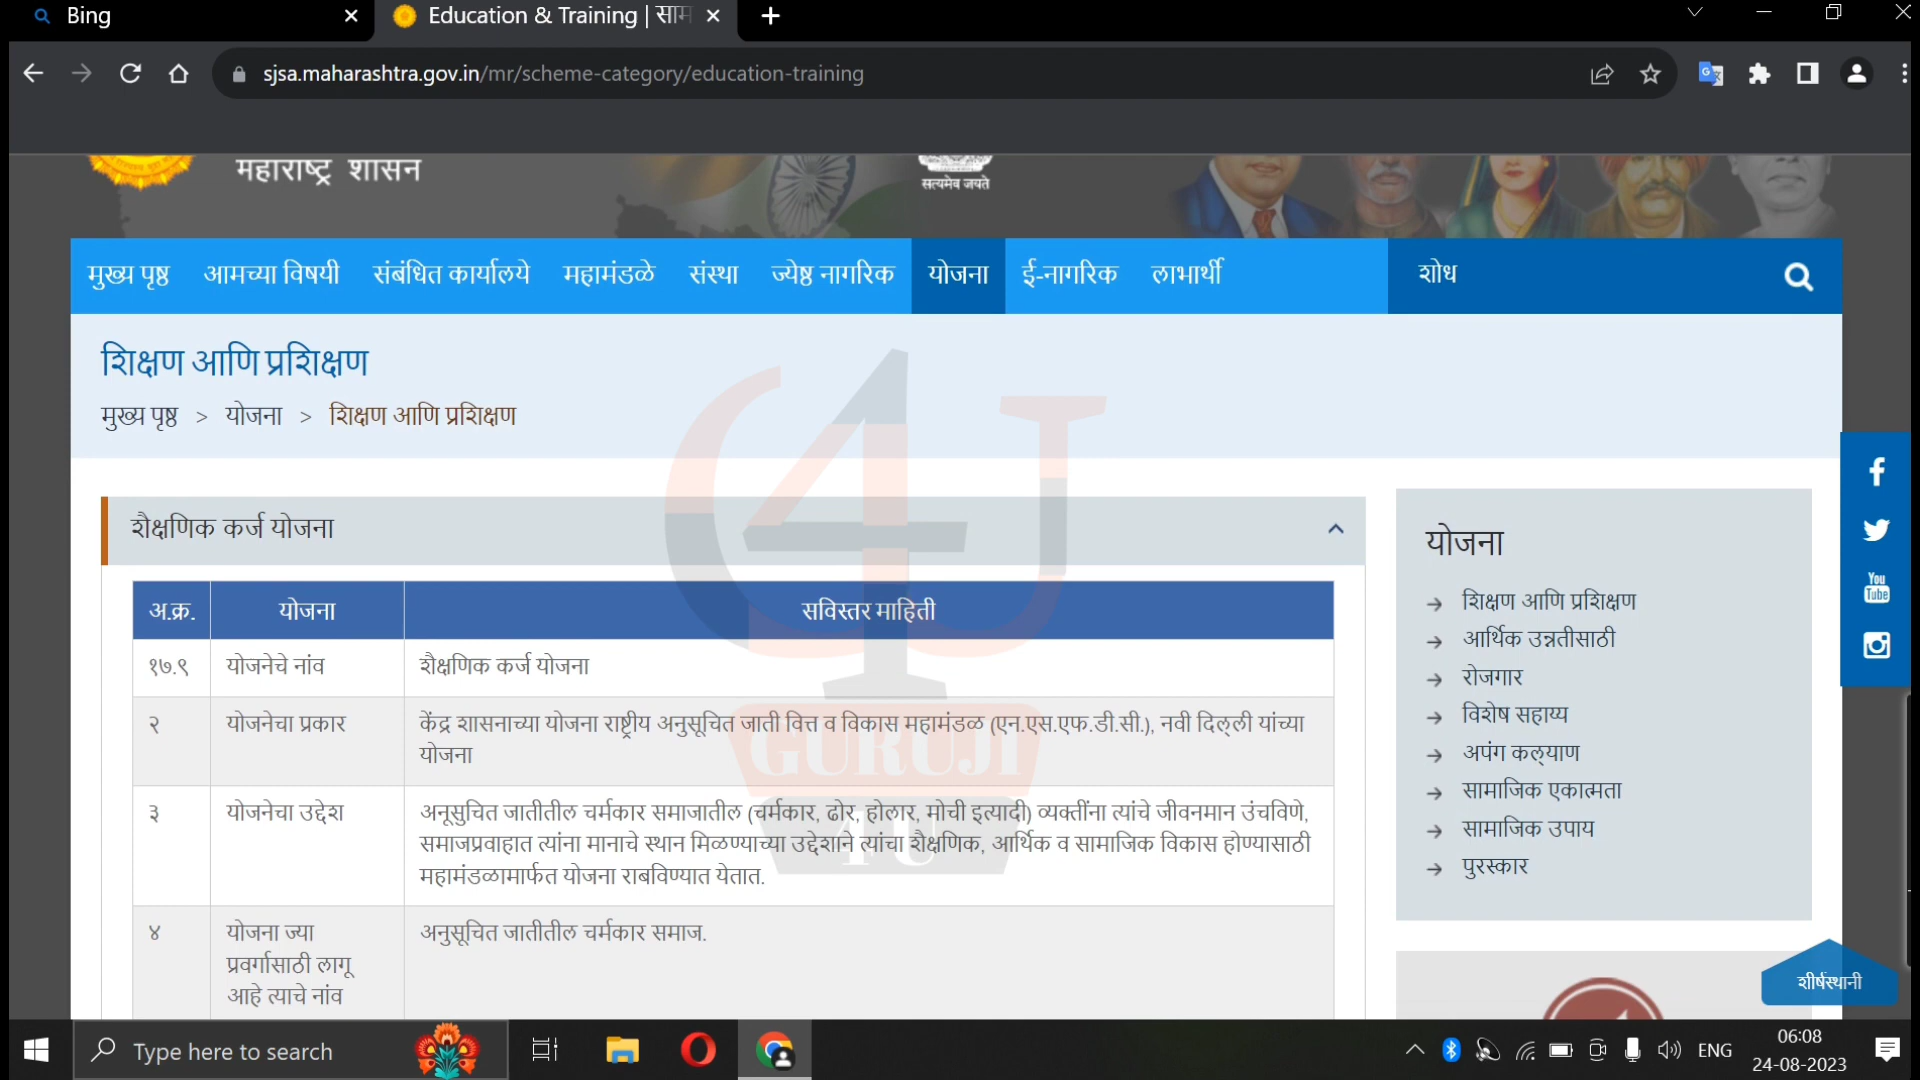 Bing
Education & Training | साम
sjsa.maharashtra.gov.in/mr/scheme-category/education-training
महाराष्ट्र शासन
सत्यमेव जयते
मुख्य पृष्ठ आमच्या विषयी संबंधित कार्यालये महामंडळे संस्था ज्येष्ठ नागरिक योजना ई-नागरिक लाभार्थी शोध
शिक्षण आणि प्रशिक्षण
मुख्य पृष्ठ > योजना > शिक्षण आणि प्रशिक्षण
शैक्षणिक कर्ज योजना
अ.क्र. योजना सविस्तर माहिती
१७.९ योजनेचे नांव शैक्षणिक कर्ज योजना
२ योजनेचा प्रकार केंद्र शासनाच्या योजना राष्ट्रीय अनुसूचित जाती वित्त व विकास महामंडळ (एन.एस.एफ.डी.सी.), नवी दिल्ली यांच्या
योजना
३ योजनेचा उद्देश अनूसुचित जातीतील चर्मकार समाजातील (चर्मकार, ढोर, होलार, मोची इत्यादी) व्यक्तींना त्यांचे जीवनमान उंचविणे,
समाजप्रवाहात त्यांना मानाचे स्थान मिळण्याच्या उद्देशाने त्यांचा शैक्षणिक, आर्थिक व सामाजिक विकास होण्यासाठी
महामंडळामार्फत योजना राबविण्यात येतात.
४ योजना ज्या अनुसूचित जातीतील चर्मकार समाज.
प्रवर्गासाठी लागू
आहे त्याचे नांव
योजना
शिक्षण आणि प्रशिक्षण
आर्थिक उन्नतीसाठी
रोजगार
विशेष सहाय्य
अपंग कल्याण
सामाजिक एकात्मता
सामाजिक उपाय
पुरस्कार
You
Tube
शीर्षस्थानी
4U
GURUJI
4U
Type here to search
ENG
06:08
24-08-2023